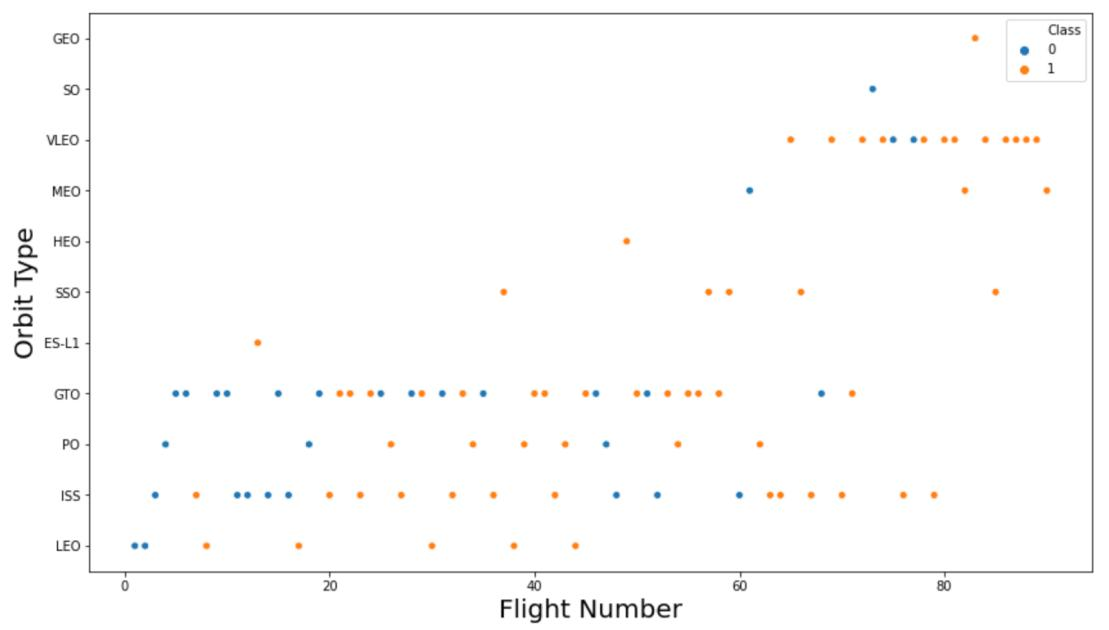 GEO
SO
VLEO
MEO
HEO
SSO
ES-L1
GTO
PO
ISS
LEO
Orbit Type
0
20
40
60
80
Flight Number
Class
0
1